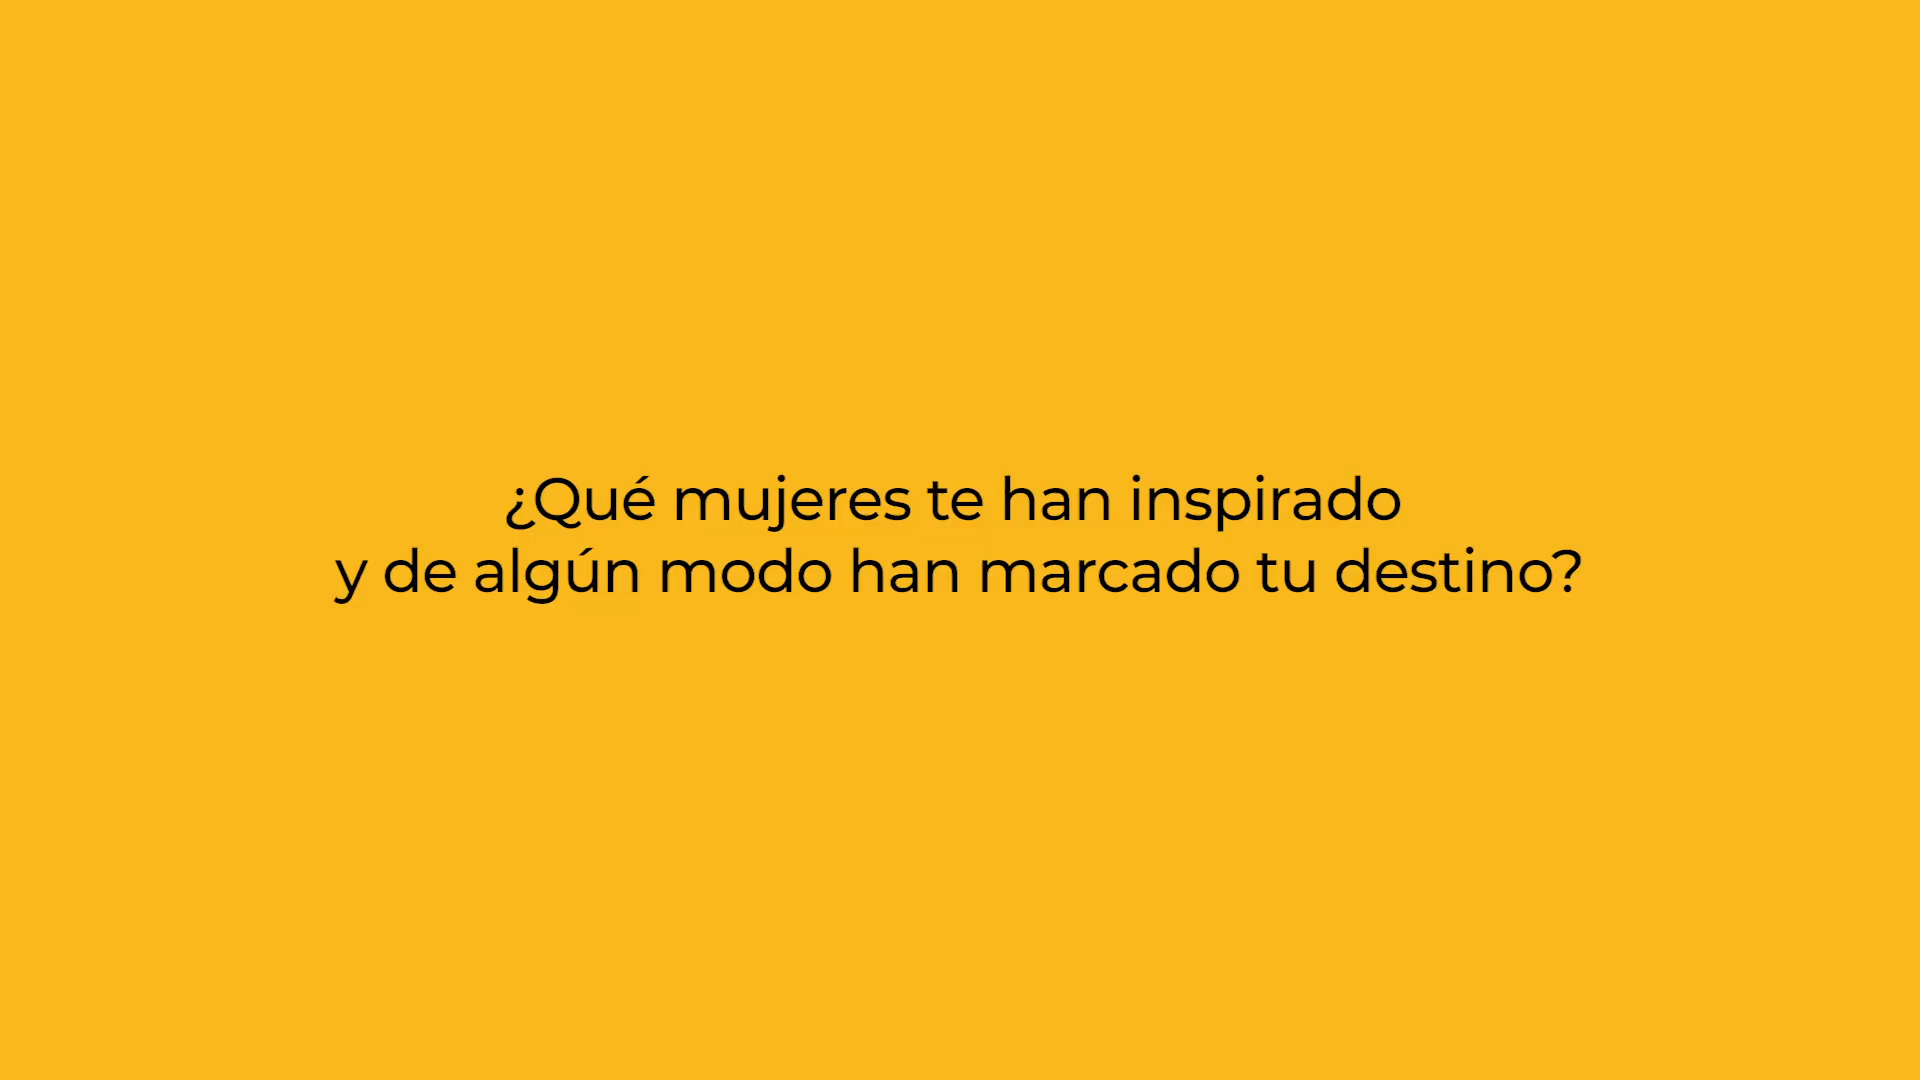 ¿Qué mujeres te han inspirado
y de algún modo han marcado tu destino?